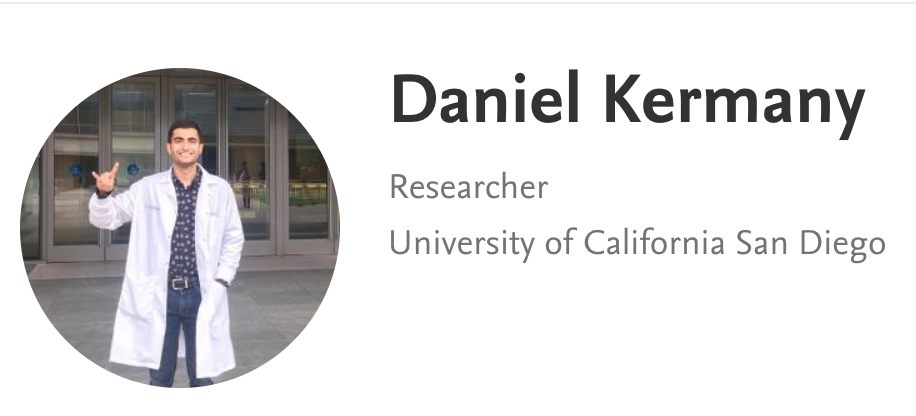 Daniel Kermany
Researcher
University of California San Diego